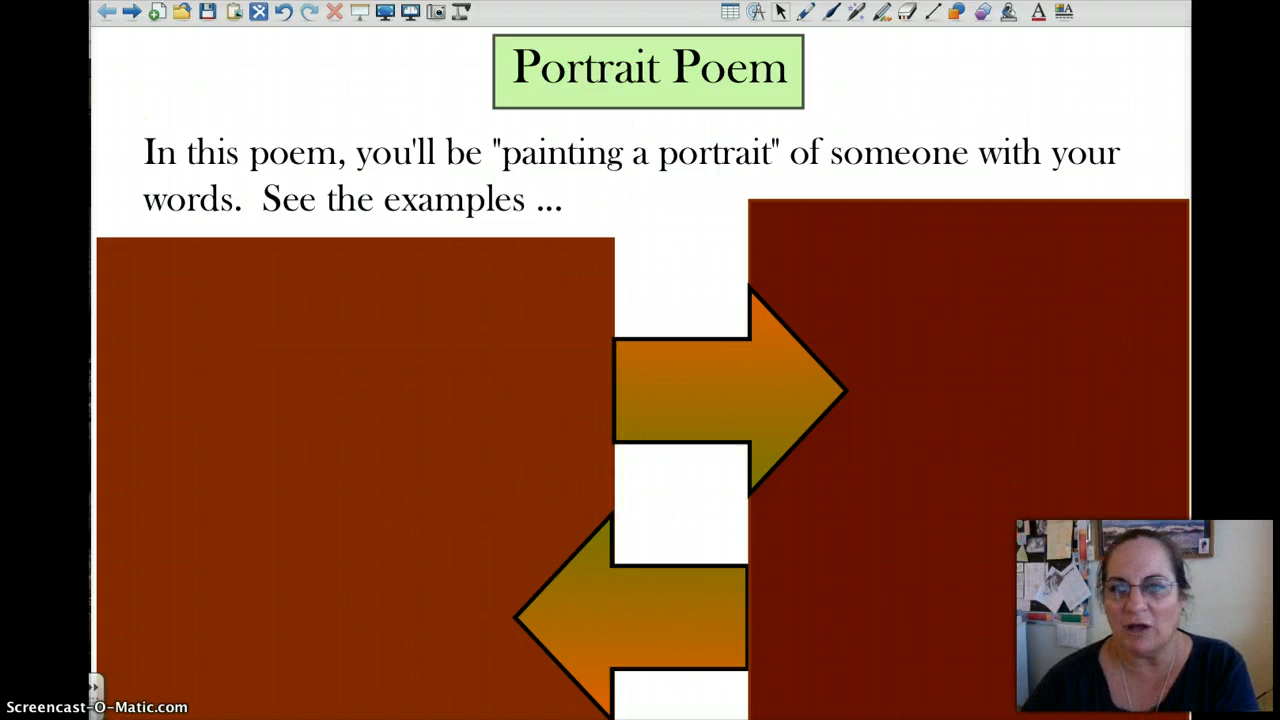 Portrait Poem
In this poem, you'll be "painting a portrait" of someone with your
words.  See the examples ...
Screencast-O-Matic.com